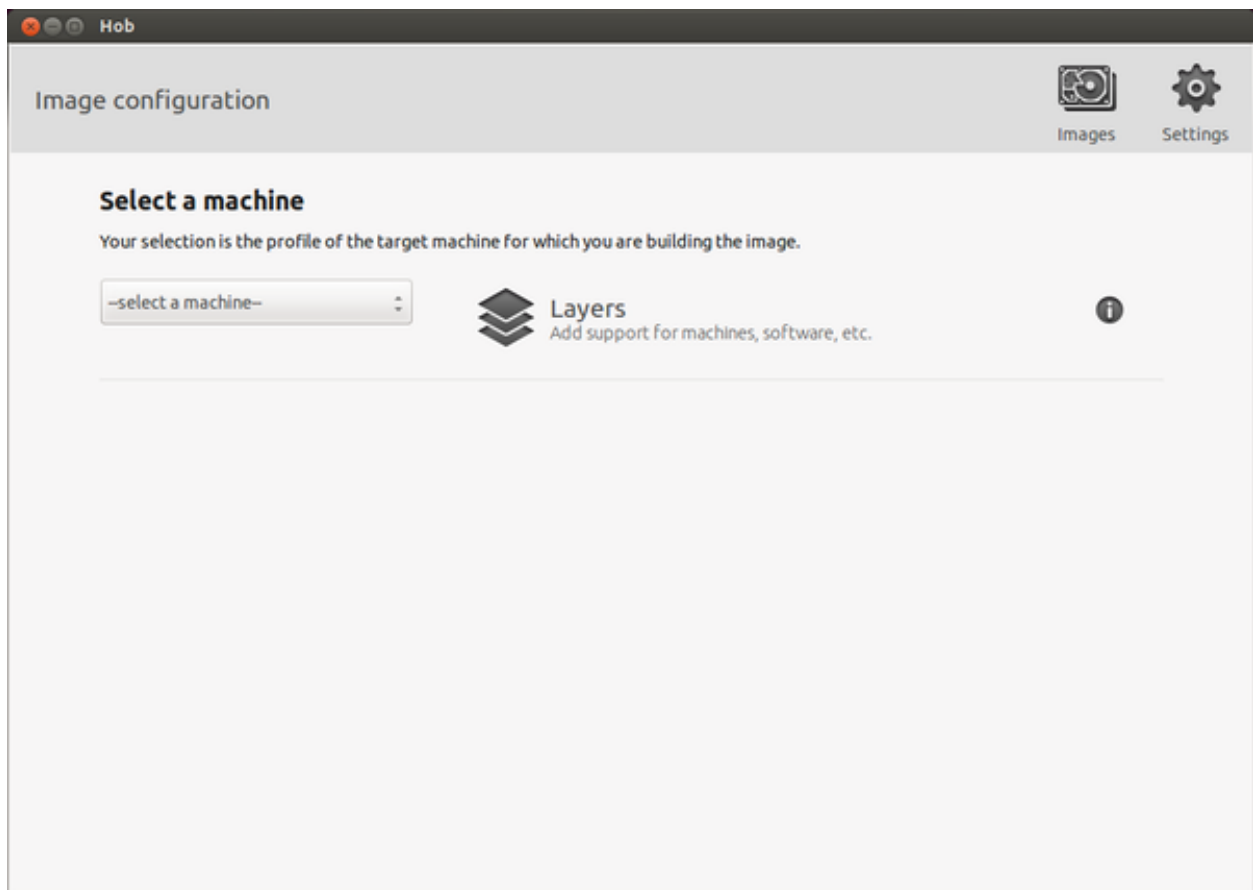 Hob
Image configuration
Images
Settings
Select a machine
Your selection is the profile of the target machine for which you are building the image.
--select a machine--
Layers
Add support for machines, software, etc.